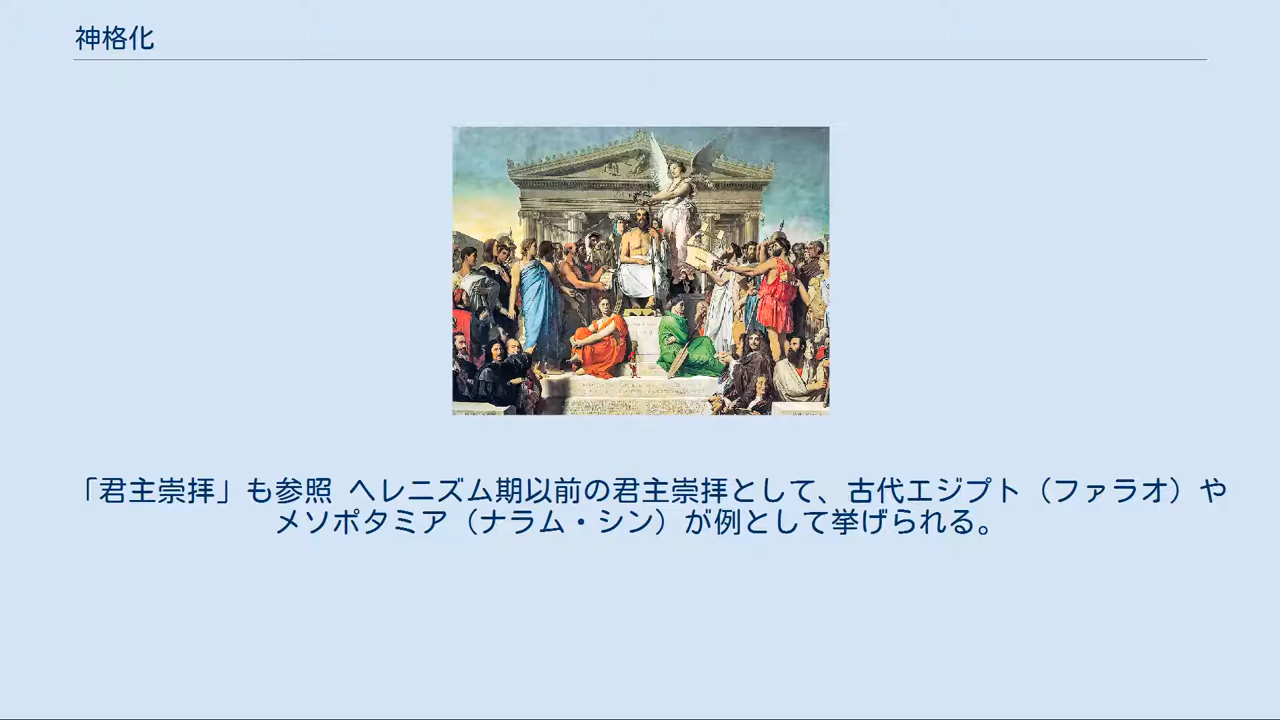 神格化
「君主崇拝」も参照 ヘレニズム期以前の君主崇拝として、古代エジプト（ファラオ）や
メソポタミア（ナラム・シン）が例として挙げられる。